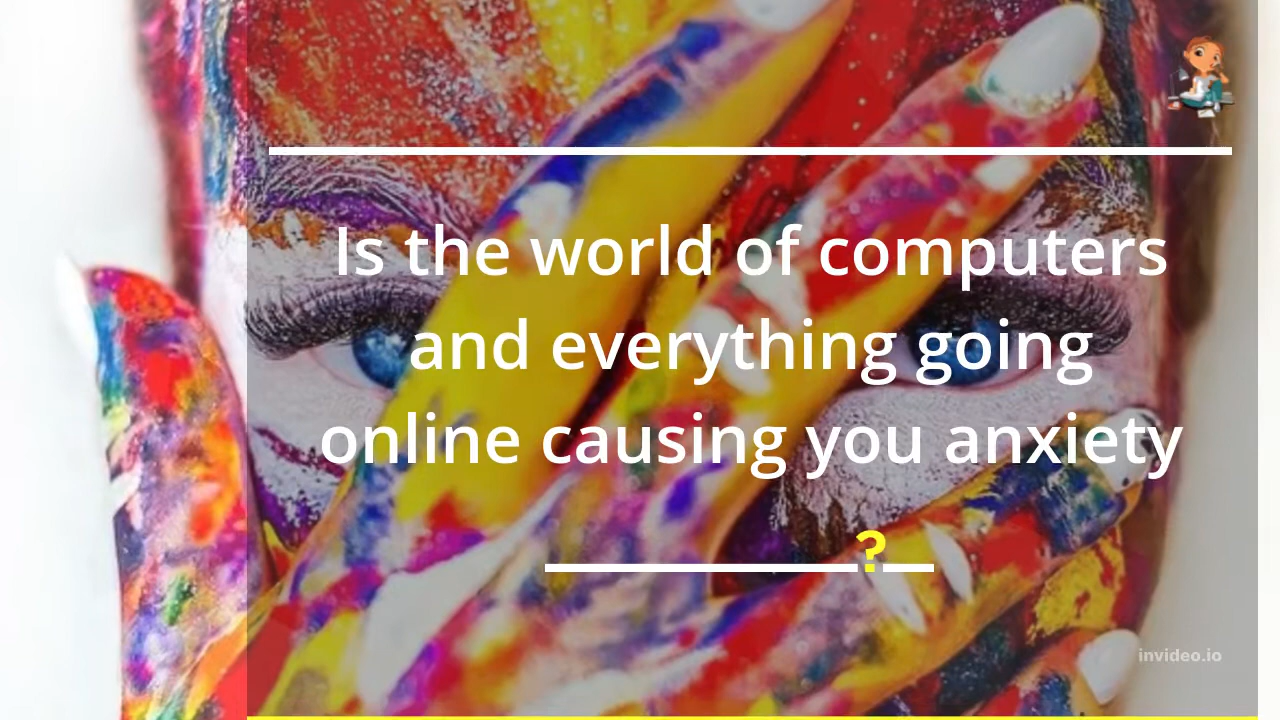 Is the world of computers
and everything going
online causing you anxiety
?
invideo.io